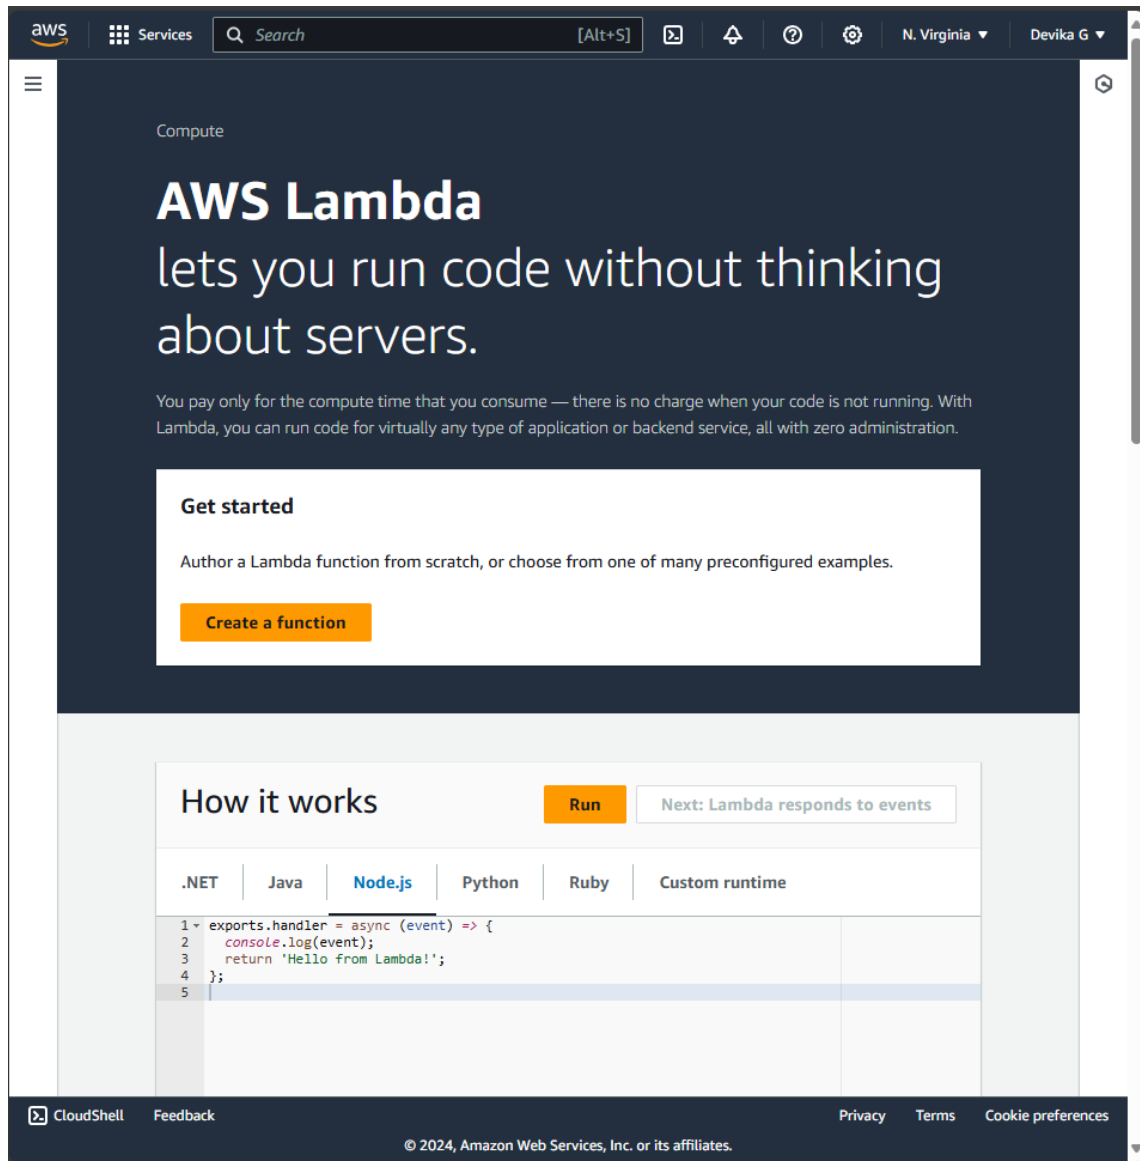 aws Services Search [Alt+S] N. Virginia ▼ Devika G ▼
Compute
AWS Lambda
lets you run code without thinking
about servers.
You pay only for the compute time that you consume — there is no charge when your code is not running. With
Lambda, you can run code for virtually any type of application or backend service, all with zero administration.
Get started
Author a Lambda function from scratch, or choose from one of many preconfigured examples.
Create a function
How it works Run Next: Lambda responds to events
.NET Java Node.js Python Ruby Custom runtime
1 exports.handler = async (event) => {
2 console.log(event);
3 return 'Hello from Lambda!';
4 };
5
CloudShell Feedback Privacy Terms Cookie preferences
© 2024, Amazon Web Services, Inc. or its affiliates.